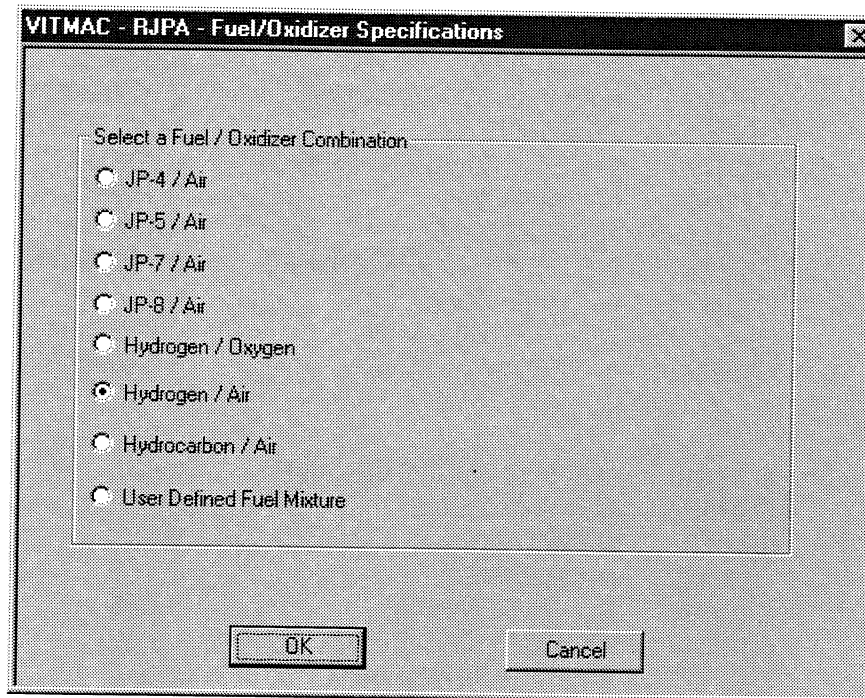 VITMAC - RJPA - Fuel/Oxidizer Specifications
Select a Fuel / Oxidizer Combination
JP-4 / Air
JP-5 / Air
JP-7 / Air
JP-8 / Air
Hydrogen / Oxygen
Hydrogen / Air
Hydrocarbon / Air
User Defined Fuel Mixture
OK
Cancel